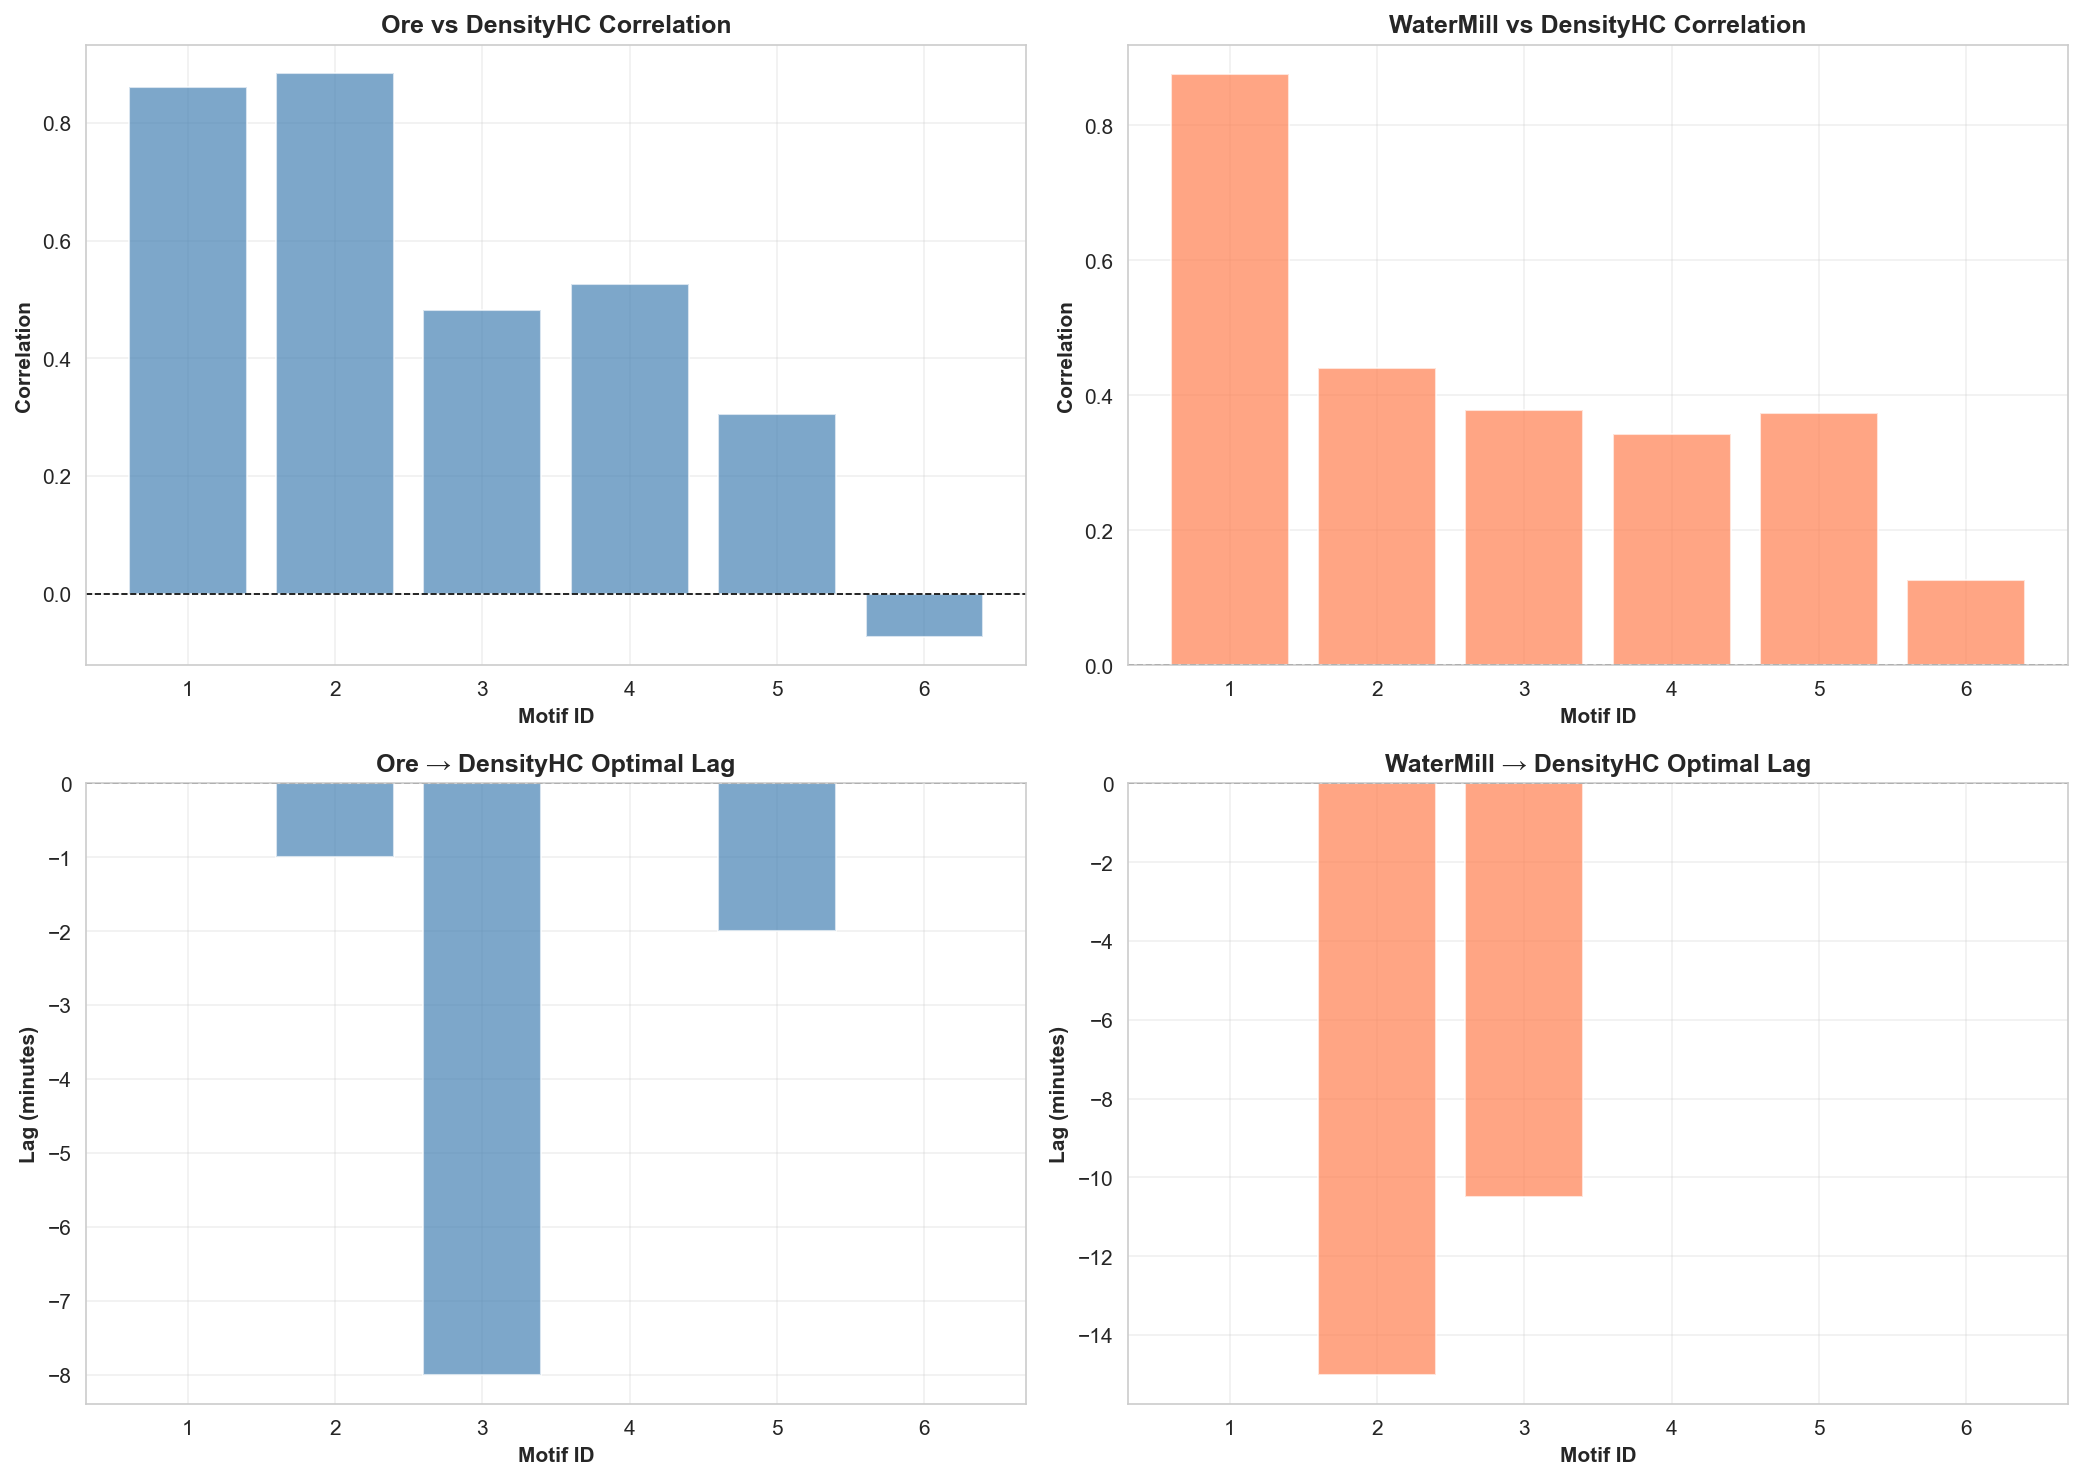 Ore vs DensityHC Correlation
Correlation
0.8
0.6
0.4
0.2
0.0
1 2 3 4 5 6
Motif ID
WaterMill vs DensityHC Correlation
Correlation
0.8
0.6
0.4
0.2
0.0
1 2 3 4 5 6
Motif ID
Ore → DensityHC Optimal Lag
Lag (minutes)
0
−1
−2
−3
−4
−5
−6
−7
−8
1 2 3 4 5 6
Motif ID
WaterMill → DensityHC Optimal Lag
Lag (minutes)
0
−2
−4
−6
−8
−10
−12
−14
1 2 3 4 5 6
Motif ID